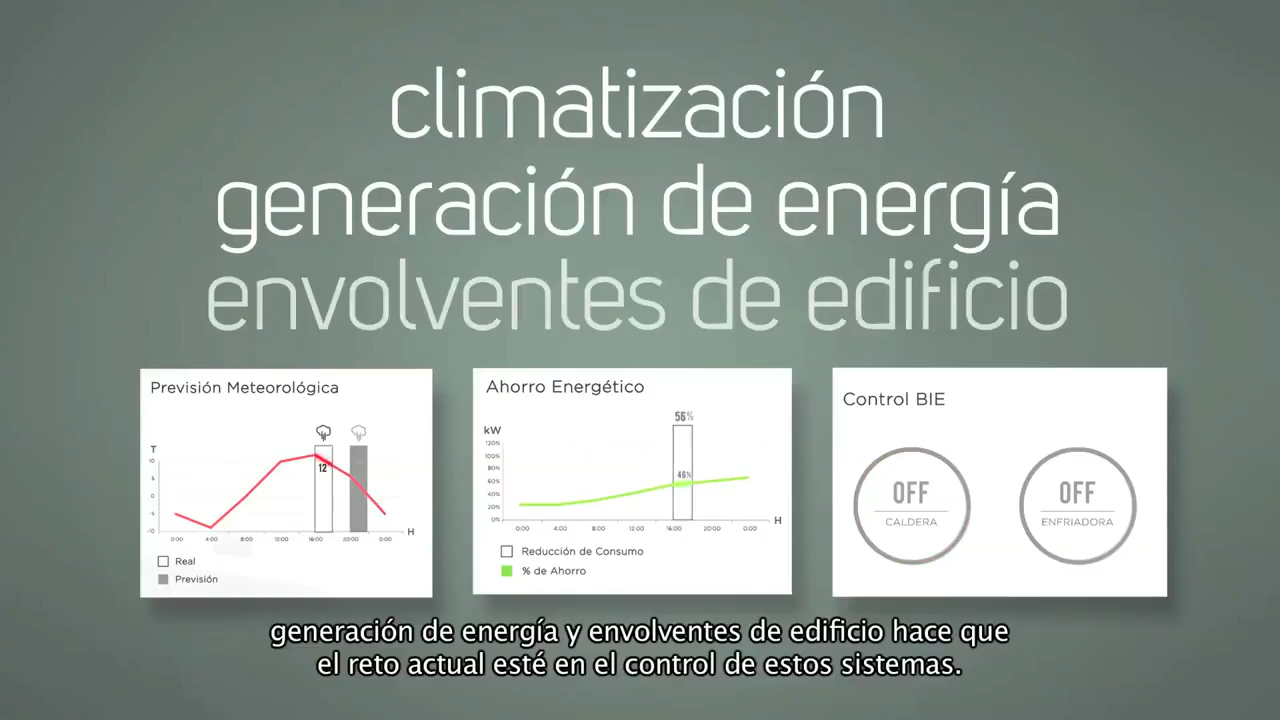 climatización
generación de energía
envolventes de edificio
Previsión Meteorológica
T
10
5
0
-5
-10
12
0:00 4:00 8:00 12:00 16:00 20:00 0:00
H
Real
Previsión
Ahorro Energético
kW
120%
100%
80%
60%
40%
20%
0%
56%
46%
0:00 4:00 8:00 12:00 16:00 20:00 0:00
H
Reducción de Consumo
% de Ahorro
Control BIE
OFF
CALDERA
OFF
ENFRIADORA
generación de energía y envolventes de edificio hace que
el reto actual esté en el control de estos sistemas.